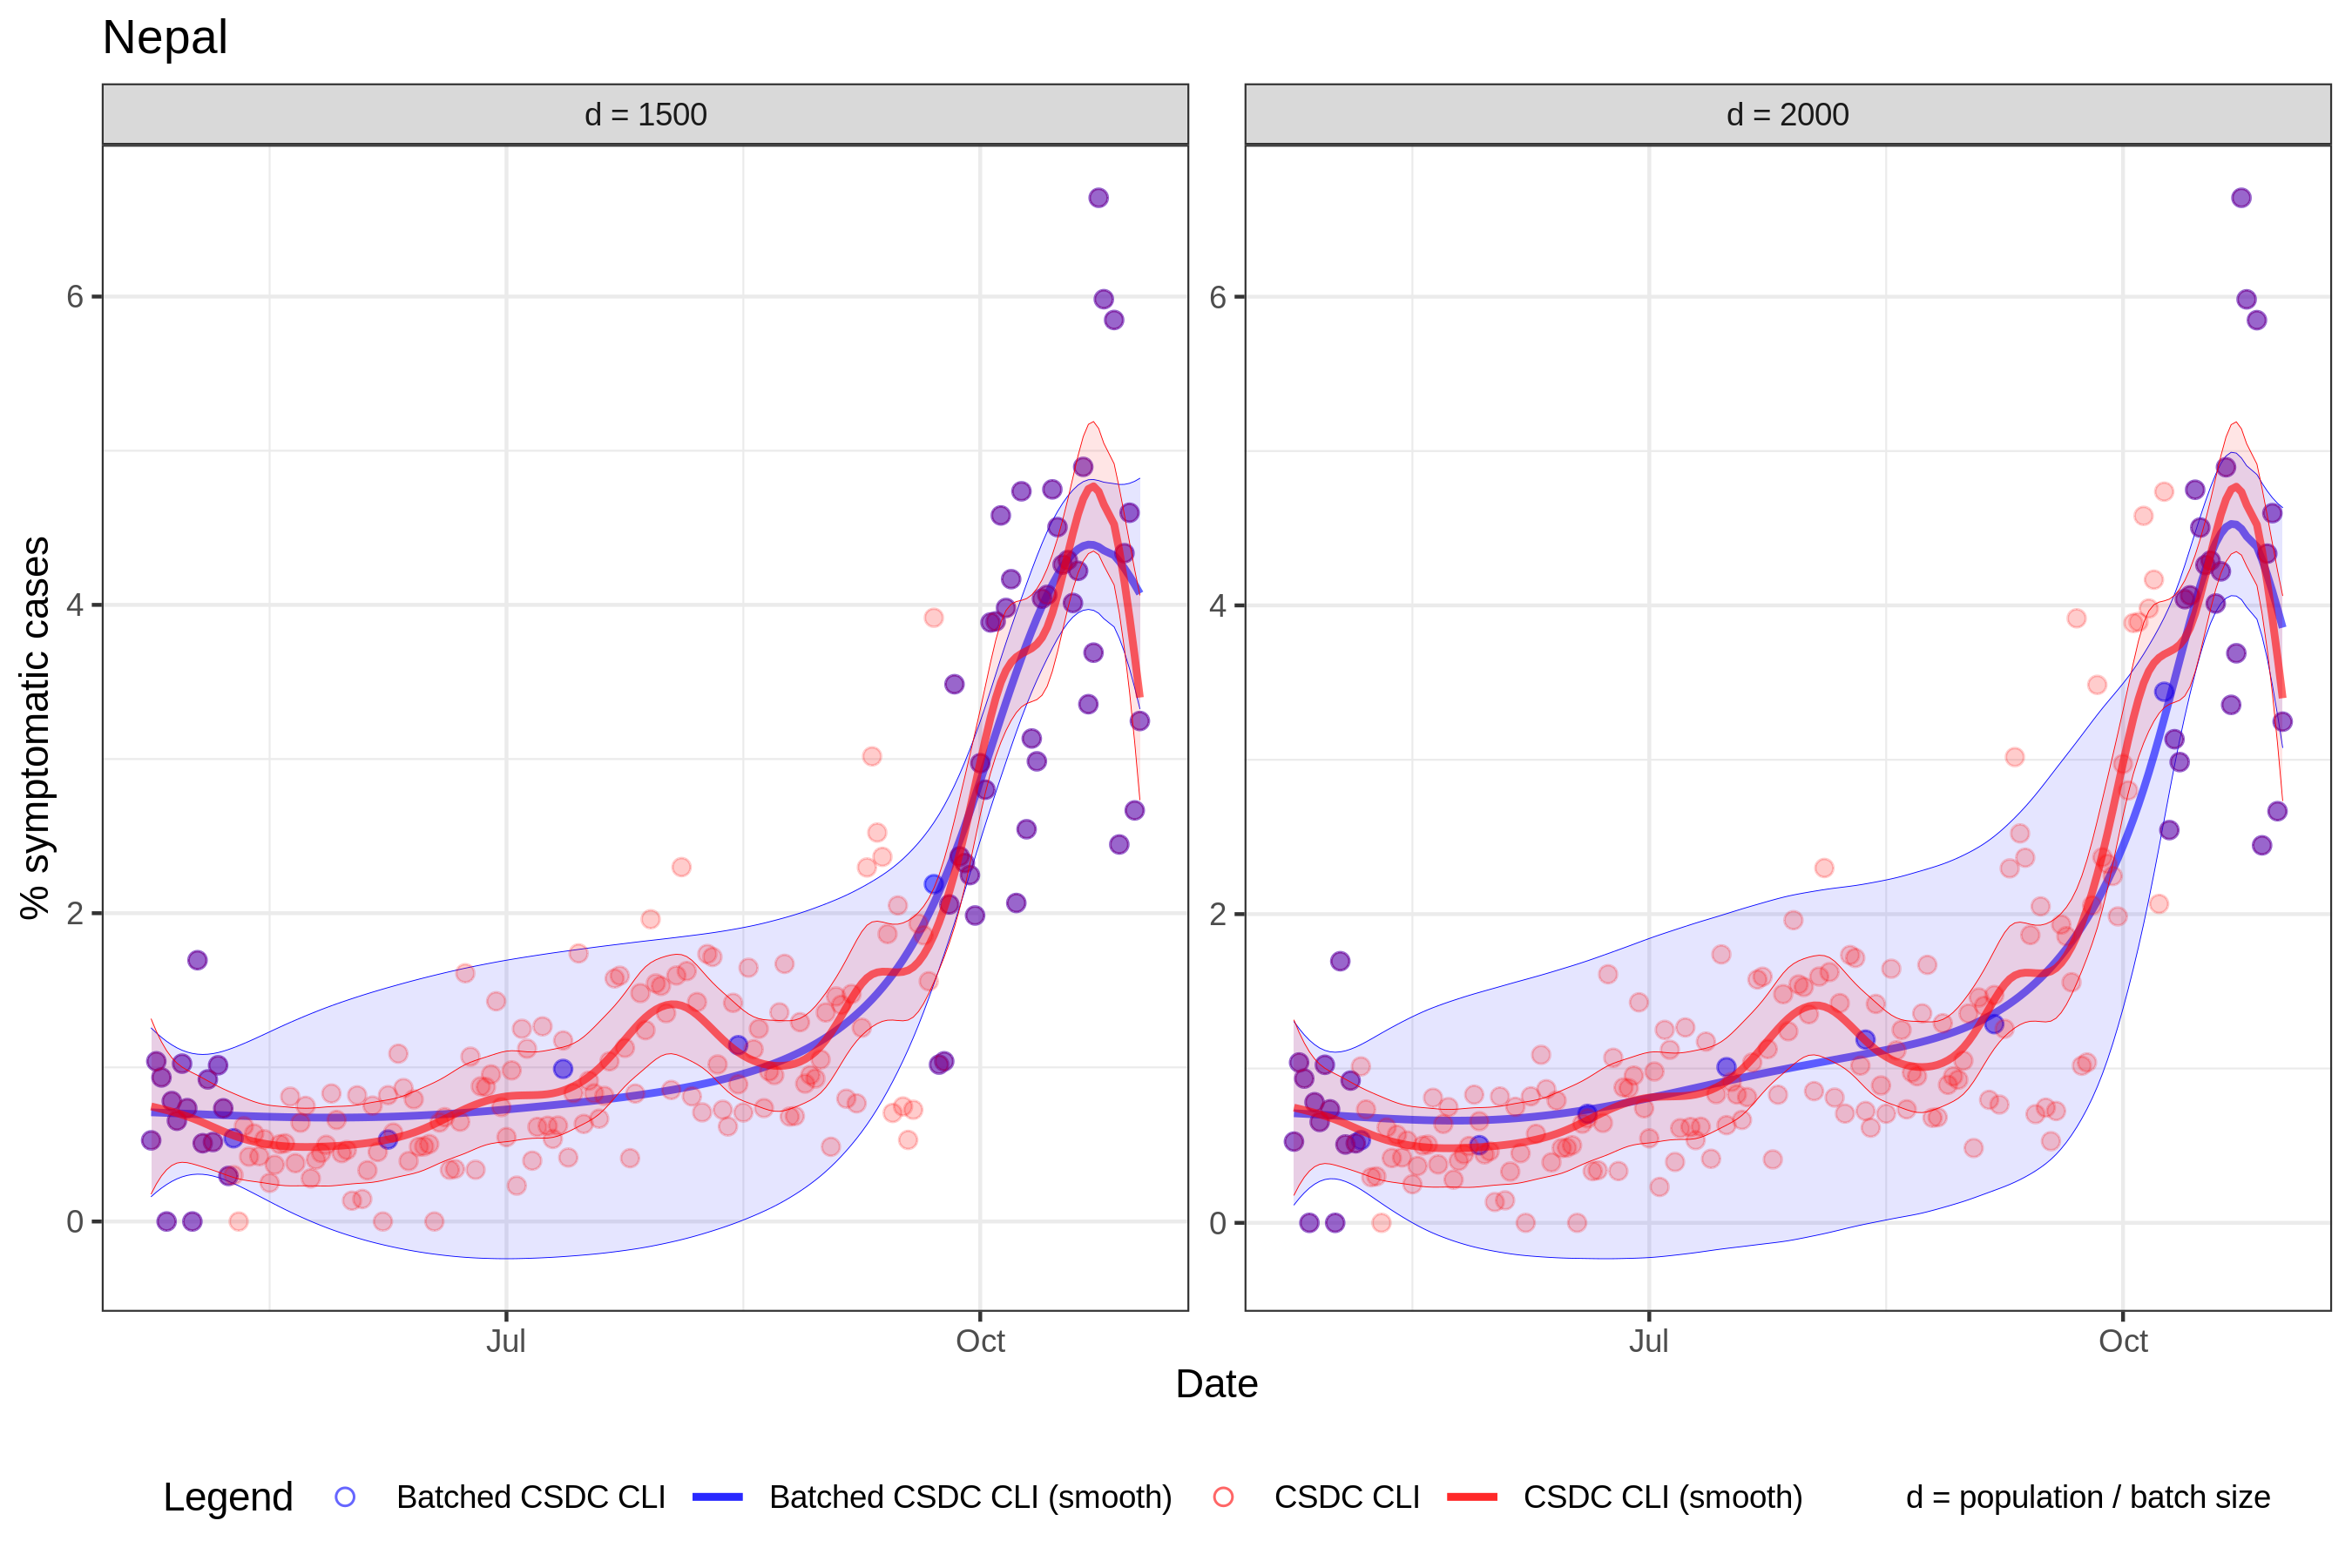 Nepal
d = 1500
d = 2000
% symptomatic cases
6
4
2
0
6
4
2
0
Jul
Oct
Jul
Oct
Date
Legend
Batched CSDC CLI
Batched CSDC CLI (smooth)
CSDC CLI
CSDC CLI (smooth)
d = population / batch size